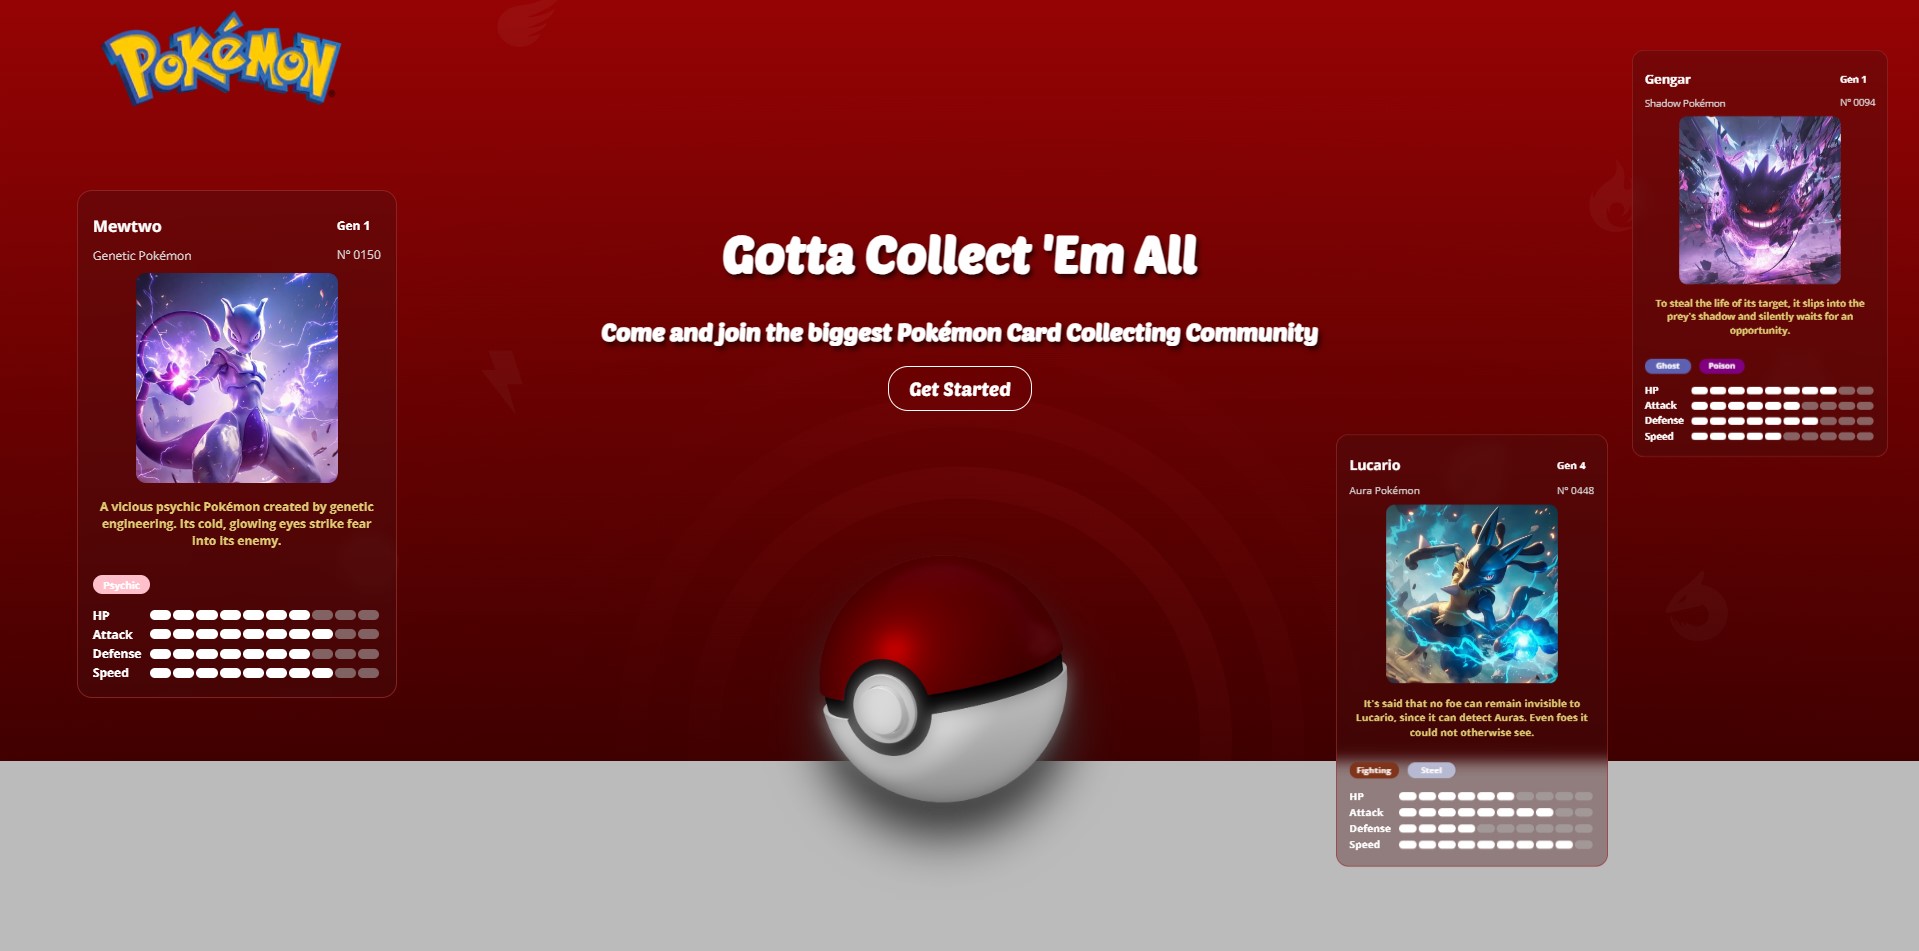 POKéMON
Mewtwo Gen 1
Genetic Pokémon N° 0150
A vicious psychic Pokémon created by genetic
engineering. Its cold, glowing eyes strike fear
into its enemy.
Psychic
HP
Attack
Defense
Speed
Gotta Collect 'Em All
Come and join the biggest Pokémon Card Collecting Community
Get Started
Lucario Gen 4
Aura Pokémon N° 0448
It's said that no foe can remain invisible to
Lucario, since it can detect Auras. Even foes it
could not otherwise see.
Fighting Steel
HP
Attack
Defense
Speed
Gengar Gen 1
Shadow Pokémon N° 0094
To steal the life of its target, it slips into the
prey's shadow and silently waits for an
opportunity.
Ghost Poison
HP
Attack
Defense
Speed